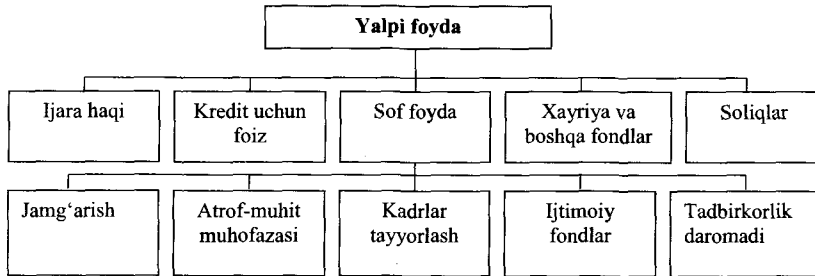 Yalpi foyda
Ijara haqi
Kredit uchun
foiz
Sof foyda
Xayriya va
boshqa fondlar
Soliqlar
Jamg‘arish
Atrof-muhit
muhofazasi
Kadrlar
tayyorlash
Ijtimoiy
fondlar
Tadbirkorlik
daromadi